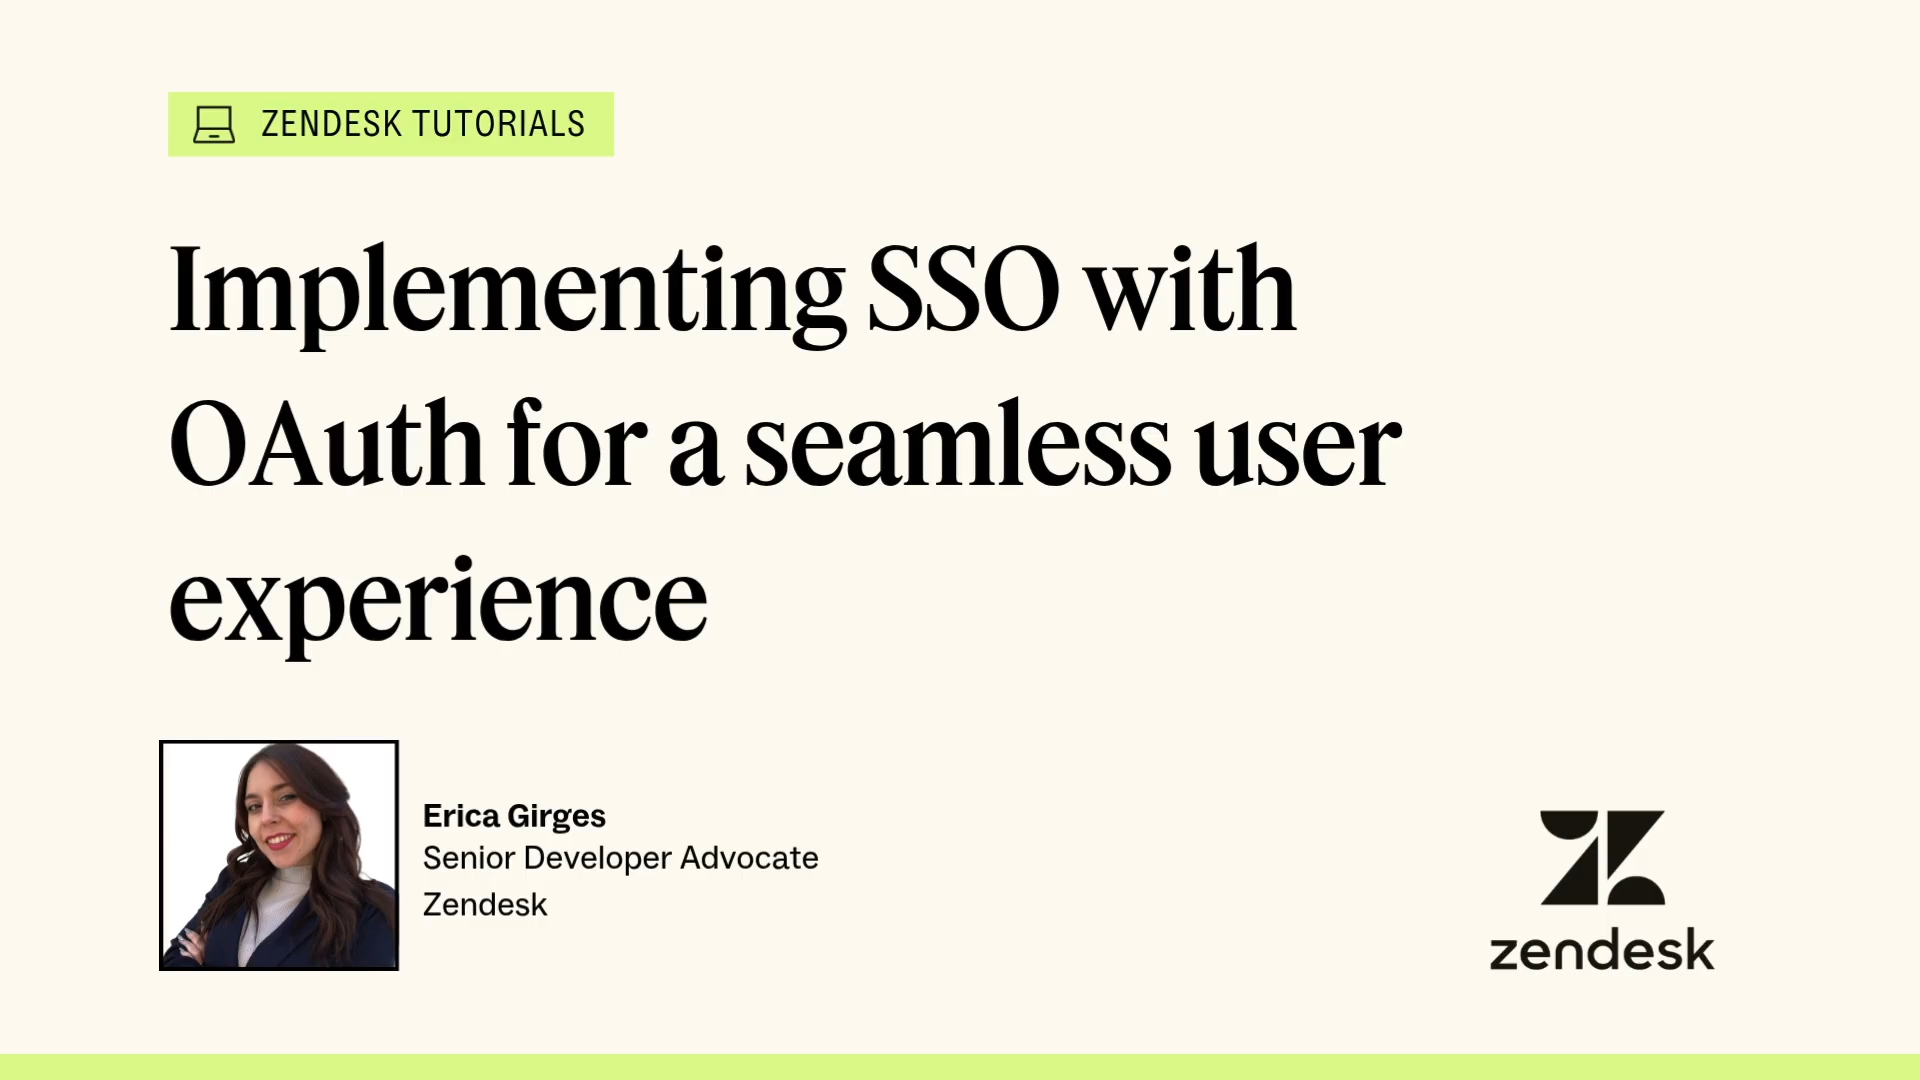 ZENDESK TUTORIALS
Implementing SSO with
OAuth for a seamless user
experience
Erica Girges
Senior Developer Advocate
Zendesk
zendesk